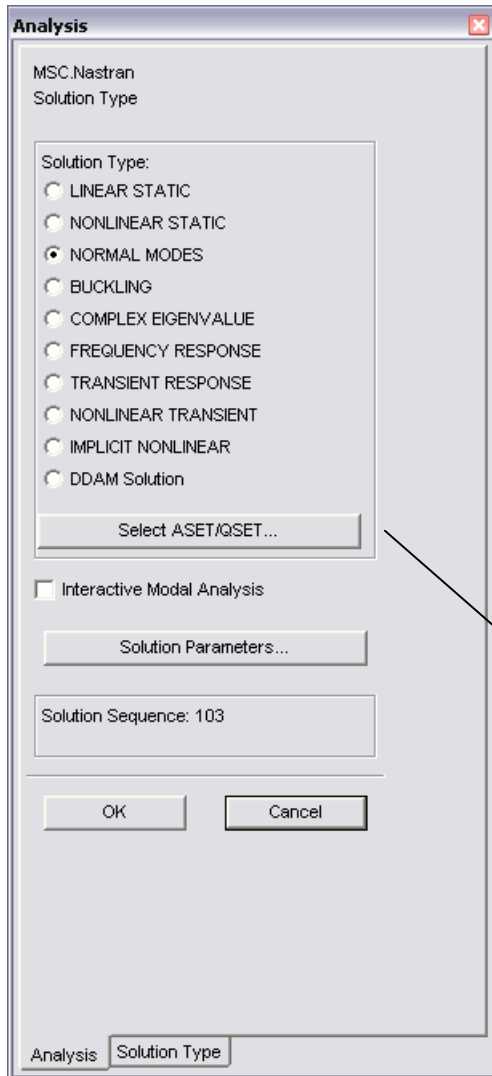 Analysis
MSC.Nastran
Solution Type
Solution Type:
LINEAR STATIC
NONLINEAR STATIC
NORMAL MODES
BUCKLING
COMPLEX EIGENVALUE
FREQUENCY RESPONSE
TRANSIENT RESPONSE
NONLINEAR TRANSIENT
IMPLICIT NONLINEAR
DDAM Solution
Select ASET/QSET...
Interactive Modal Analysis
Solution Parameters...
Solution Sequence: 103
OK Cancel
Analysis Solution Type